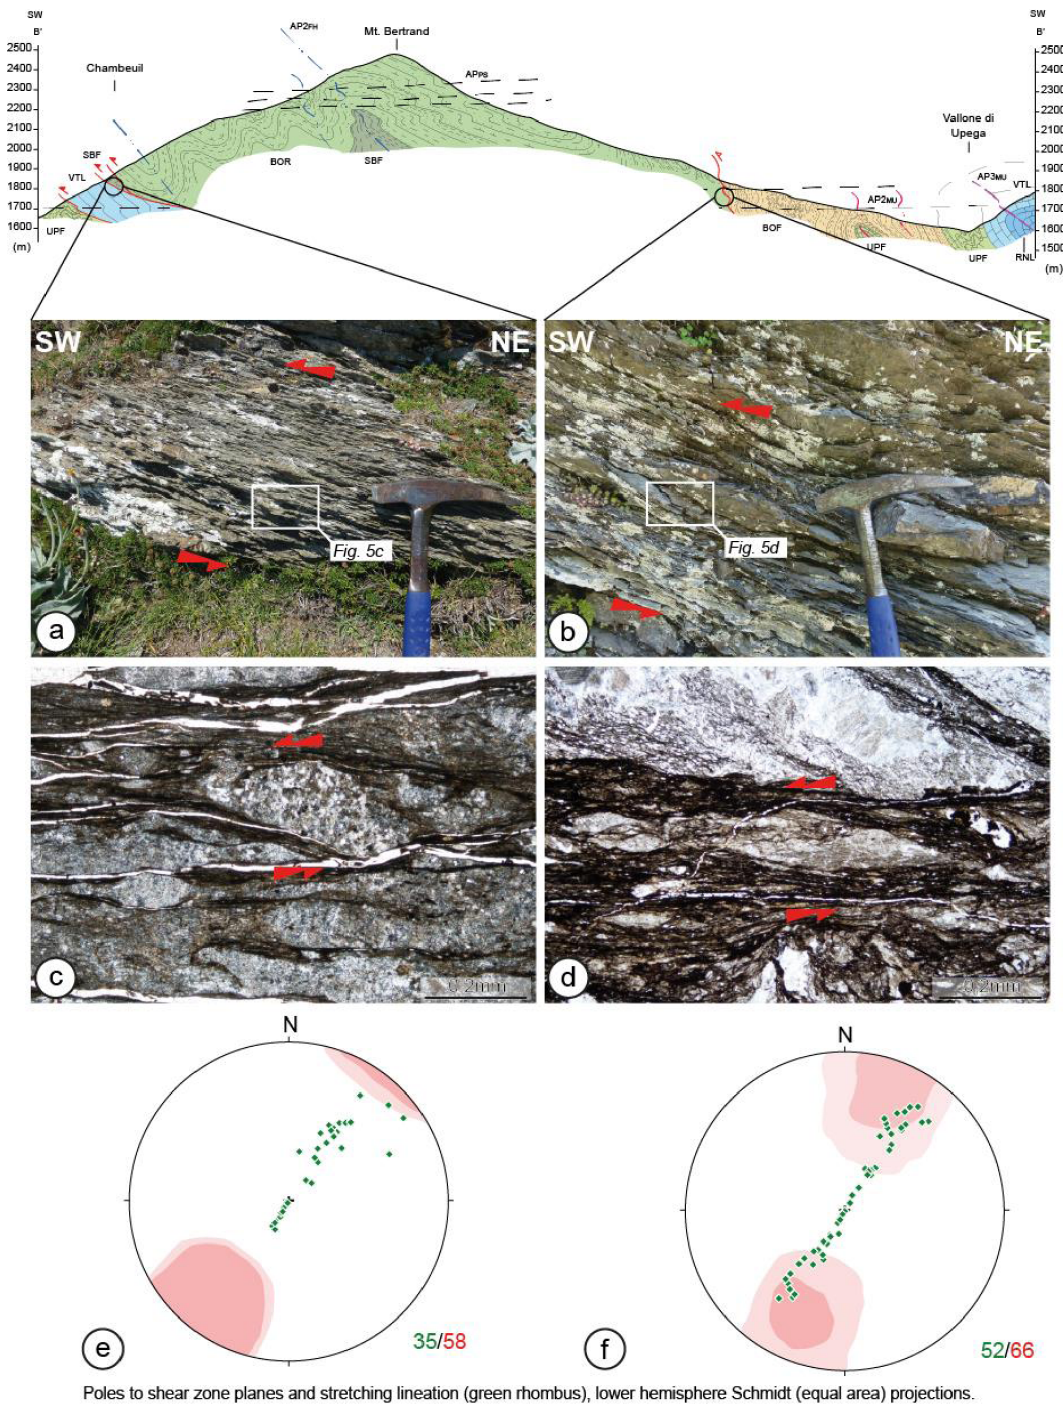 SW
B'
AP2FH
Mt. Bertrand
SW
B'
2500
2400
2300
2200
2100
2000
1900
1800
1700
1600
(m)
Chambeuil
APPS
SBF
VTL
UPF
BOR
SBF
2500
2400
2300
2200
2100
2000
1900
1800
1700
1600
1500
(m)
Vallone di
Upega
AP3MU
VTL
AP2MU
BOF
UPF
UPF
RNL
SW
NE
Fig. 5c
a
SW
NE
Fig. 5d
b
c
0.2mm
d
0.2mm
N
e
35/58
N
f
52/66
Poles to shear zone planes and stretching lineation (green rhombus), lower hemisphere Schmidt (equal area) projections.